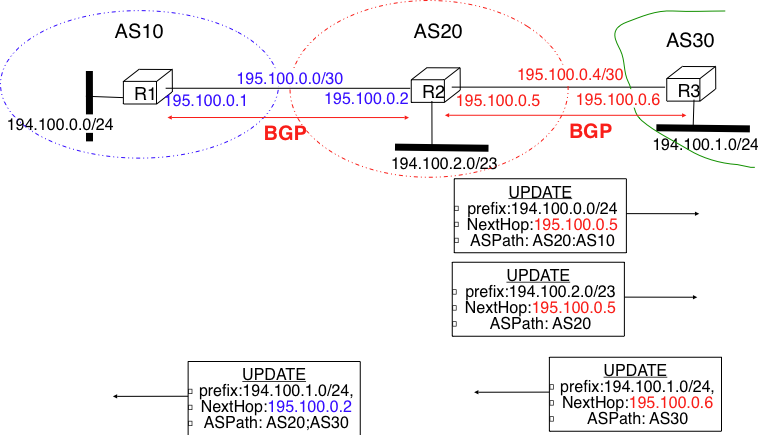 AS10
AS20
AS30
195.100.0.0/30
195.100.0.4/30
R1
R2
R3
195.100.0.1
195.100.0.2
195.100.0.5
195.100.0.6
194.100.0.0/24
BGP
BGP
194.100.2.0/23
194.100.1.0/24
UPDATE
prefix:194.100.0.0/24
NextHop:195.100.0.5
ASPath: AS20:AS10
UPDATE
prefix:194.100.2.0/23
NextHop:195.100.0.5
ASPath: AS20
UPDATE
prefix:194.100.1.0/24,
NextHop:195.100.0.2
ASPath: AS20;AS30
UPDATE
prefix:194.100.1.0/24,
NextHop:195.100.0.6
ASPath: AS30